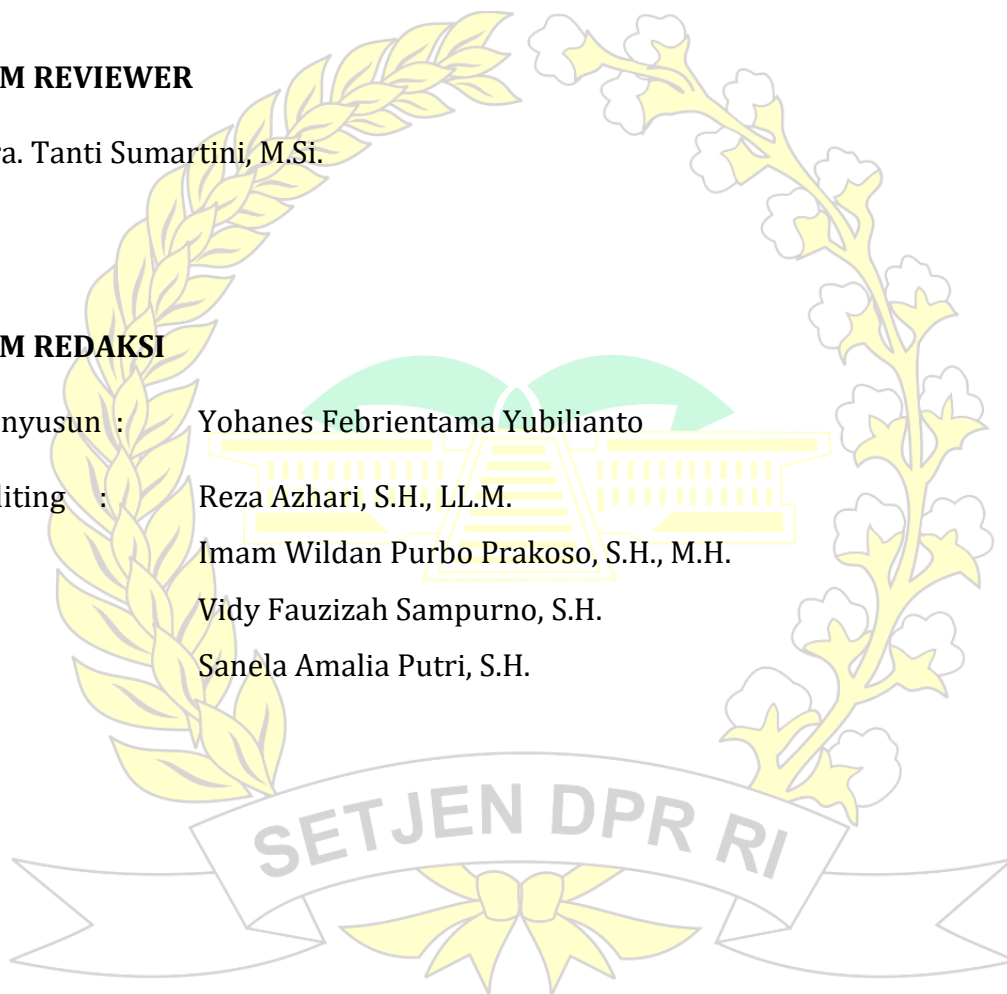 M REVIEWER
ra. Tanti Sumartini, M.Si.
M REDAKSI
nyusun : Yohanes Febrientama Yubilianto
liting : Reza Azhari, S.H., LL.M.
Imam Wildan Purbo Prakoso, S.H., M.H.
Vidy Fauzizah Sampurno, S.H.
Sanela Amalia Putri, S.H.
SETJEN DPR RI